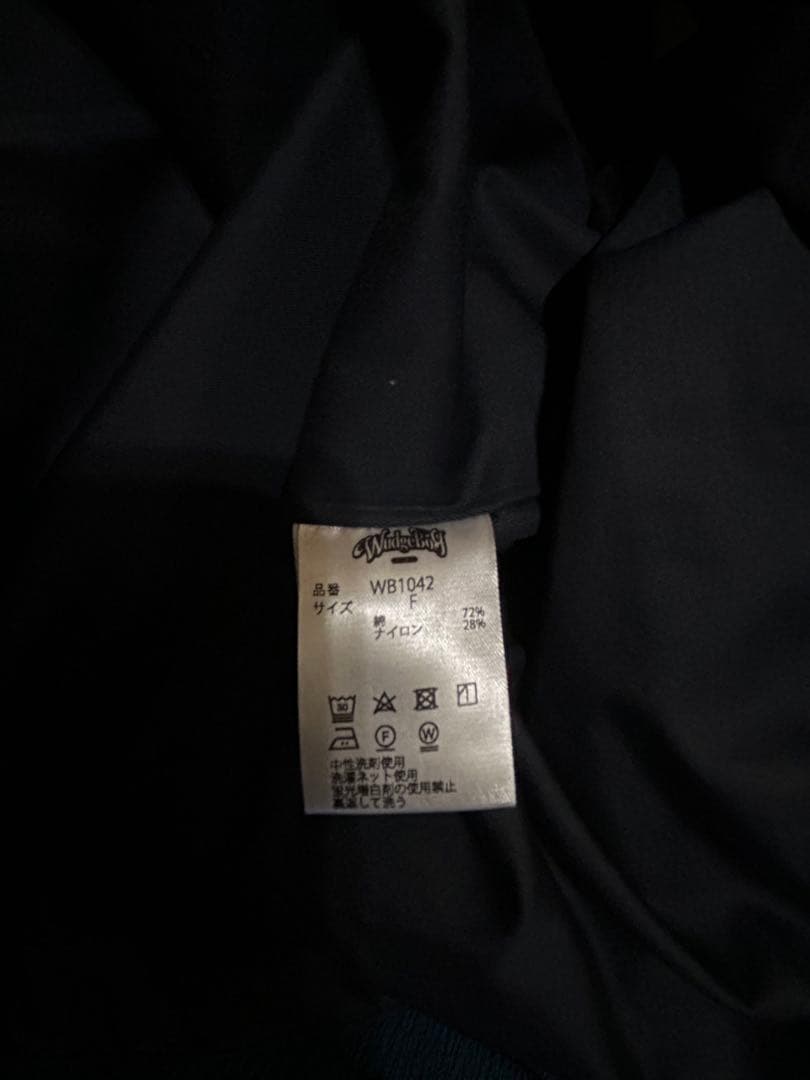 WudgeBoy
品番 WB1042
サイズ F
綿 72%
ナイロン 28%
30
F W
中性洗剤使用
洗濯ネット使用
蛍光増白剤の使用禁止
裏返して洗う